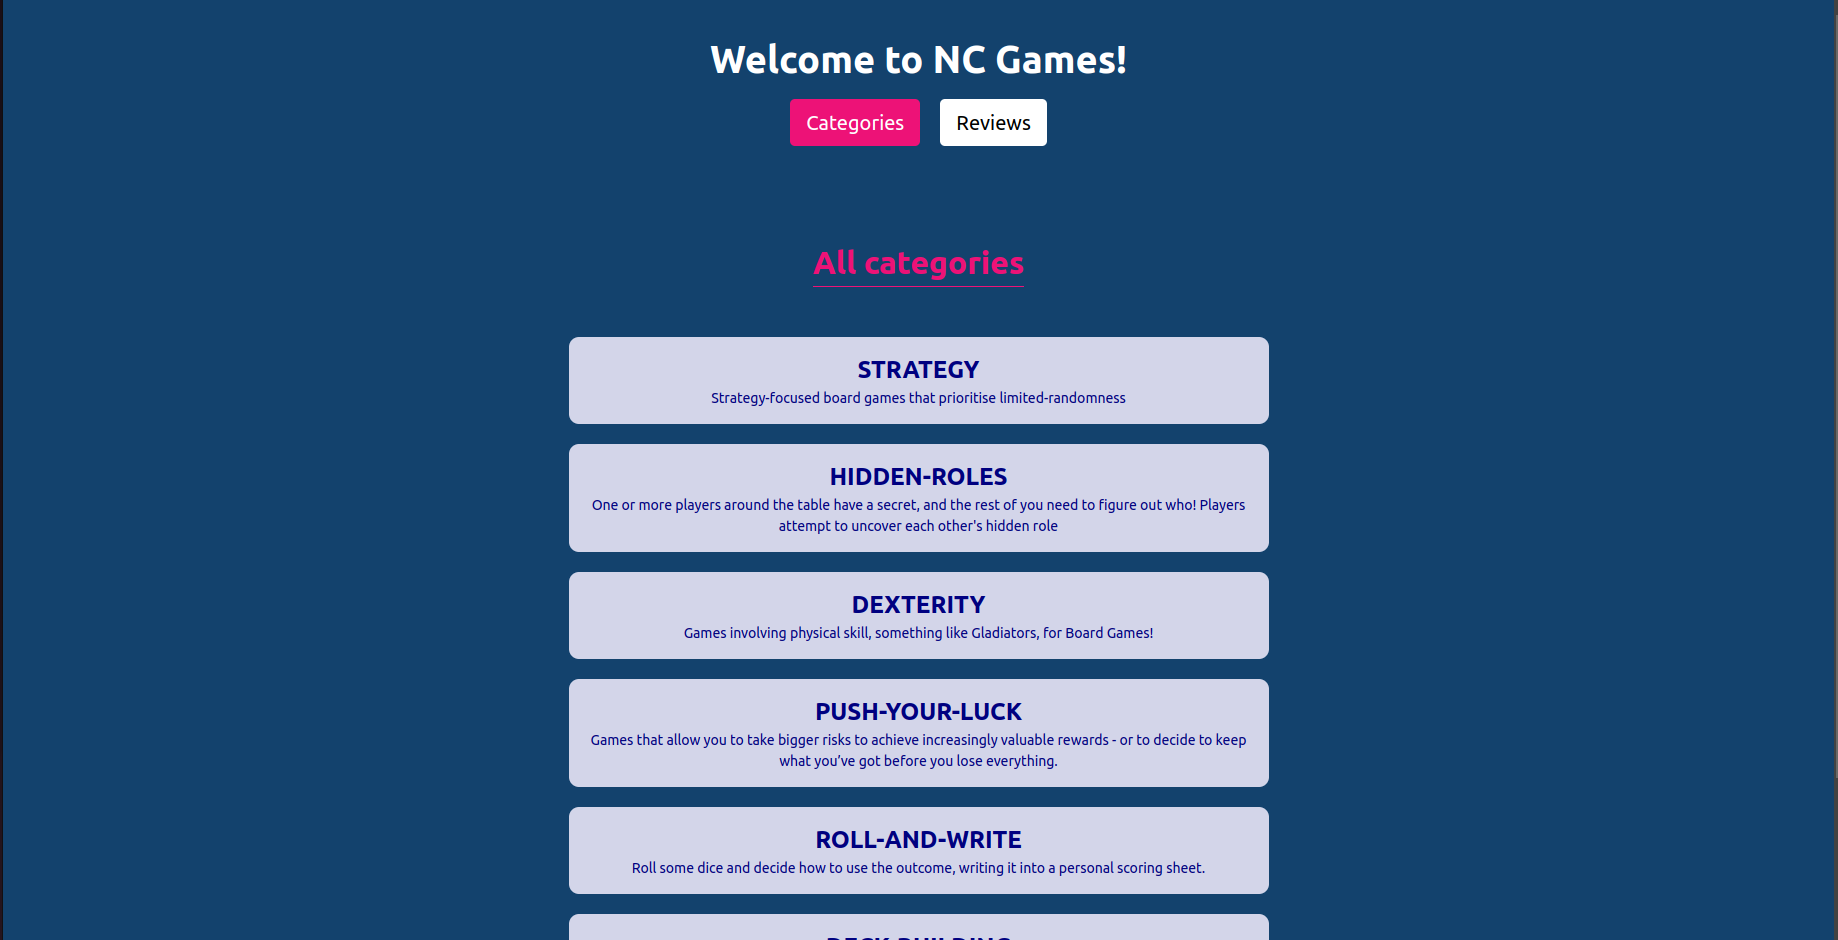 Welcome to NC Games!
Categories
Reviews
All categories
STRATEGY
Strategy-focused board games that prioritise limited-randomness
HIDDEN-ROLES
One or more players around the table have a secret, and the rest of you need to figure out who! Players
attempt to uncover each other's hidden role
DEXTERITY
Games involving physical skill, something like Gladiators, for Board Games!
PUSH-YOUR-LUCK
Games that allow you to take bigger risks to achieve increasingly valuable rewards - or to decide to keep
what you’ve got before you lose everything.
ROLL-AND-WRITE
Roll some dice and decide how to use the outcome, writing it into a personal scoring sheet.
DECK-BUILDING